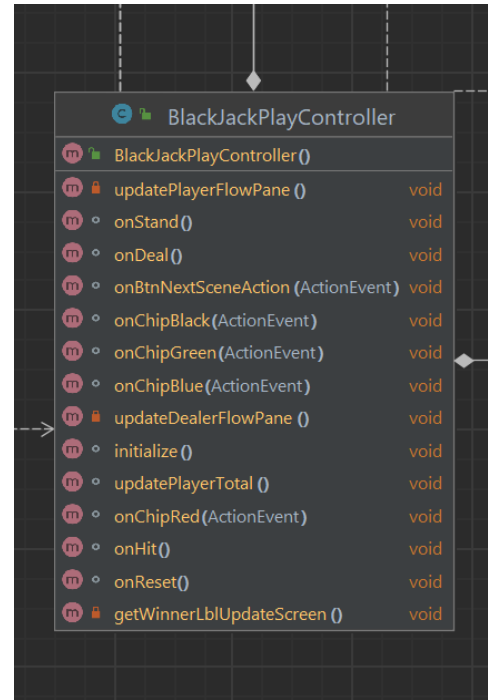 BlackJackPlayController
BlackJackPlayController()
updatePlayerFlowPane () void
onStand() void
onDeal() void
onBtnNextSceneAction (ActionEvent) void
onChipBlack(ActionEvent) void
onChipGreen(ActionEvent) void
onChipBlue(ActionEvent) void
updateDealerFlowPane () void
initialize () void
updatePlayerTotal () void
onChipRed(ActionEvent) void
onHit() void
onReset() void
getWinnerLblUpdateScreen () void